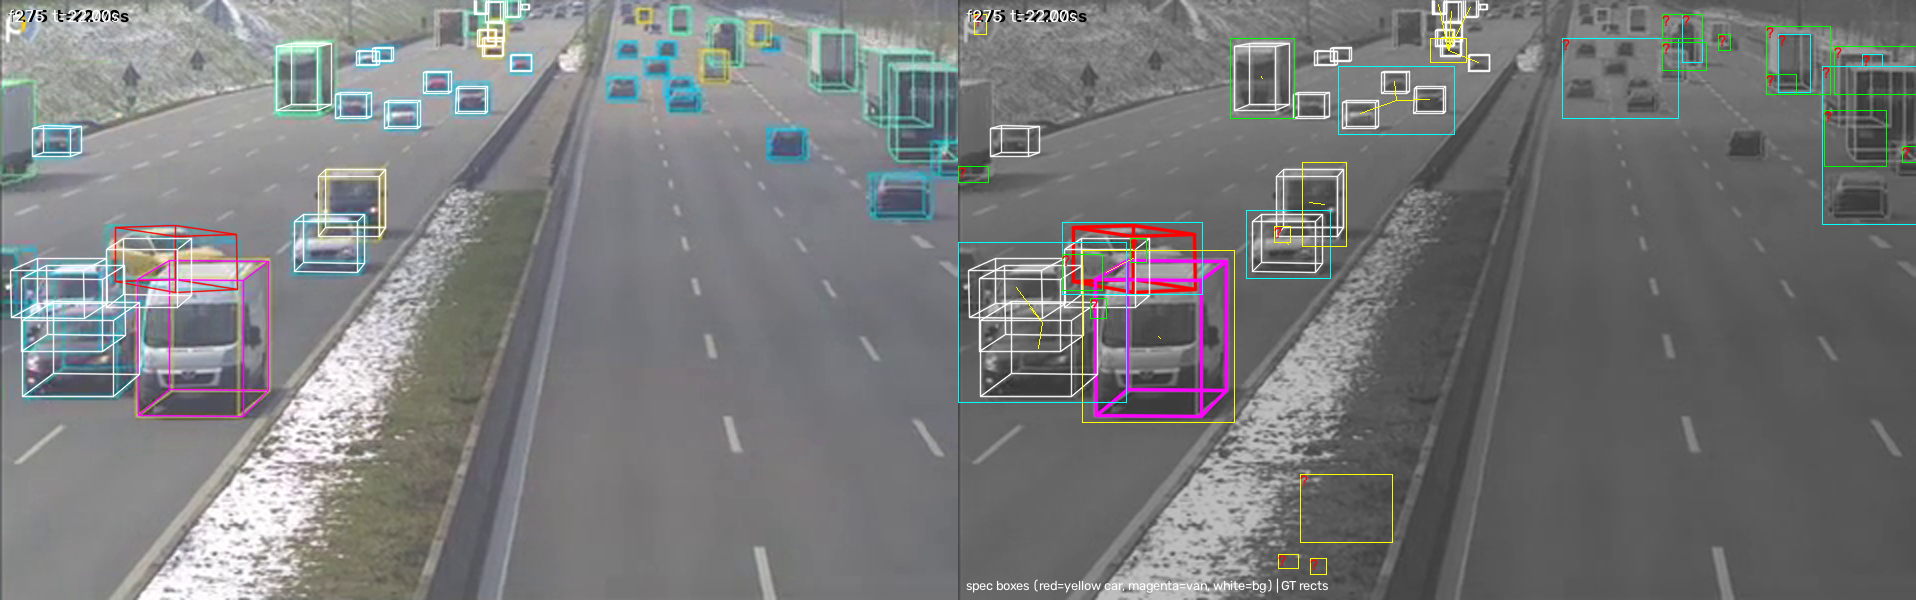 f275 t=22.00s
f275 t=22.00s
spec boxes (red=yellow car, magenta=van, white=bg) | GT rects